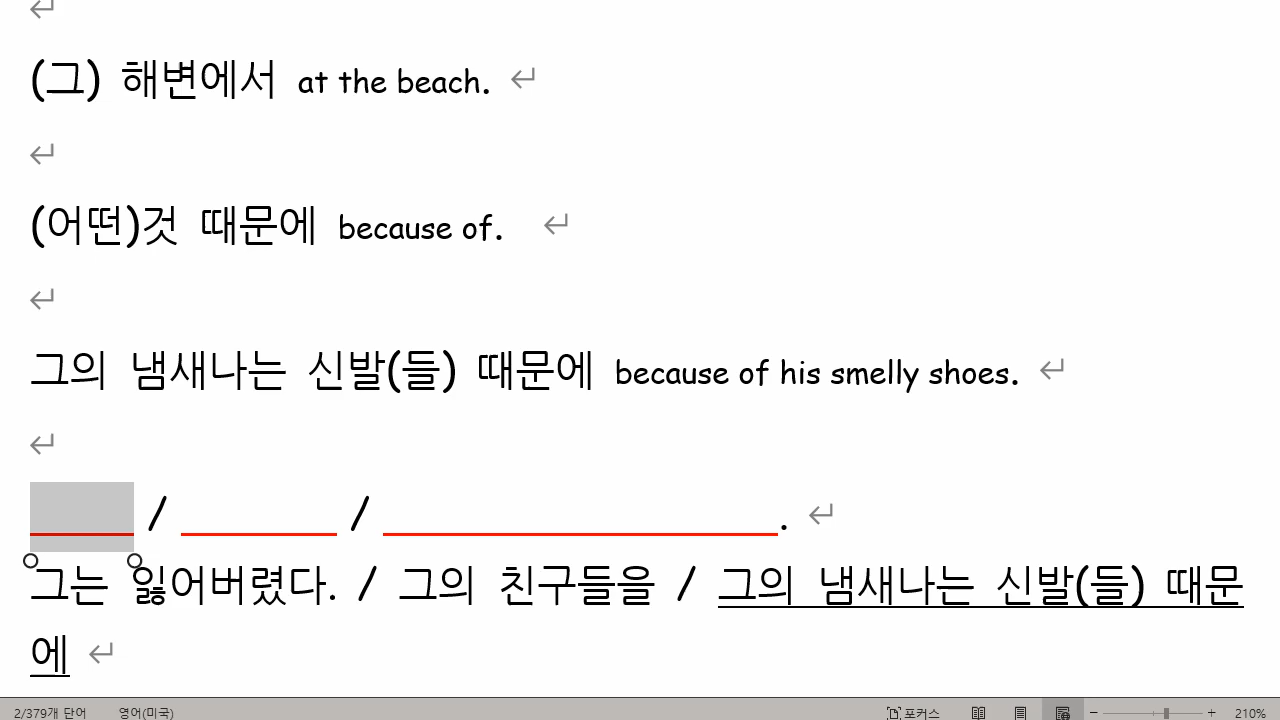 (그) 해변에서 at the beach.
(어떤)것 때문에 because of.
그의 냄새나는 신발(들) 때문에 because of his smelly shoes.
/ / .
그는 잃어버렸다. / 그의 친구들을 / 그의 냄새나는 신발(들) 때문
에
2/379개 단어 영어(미국) 포커스 210%